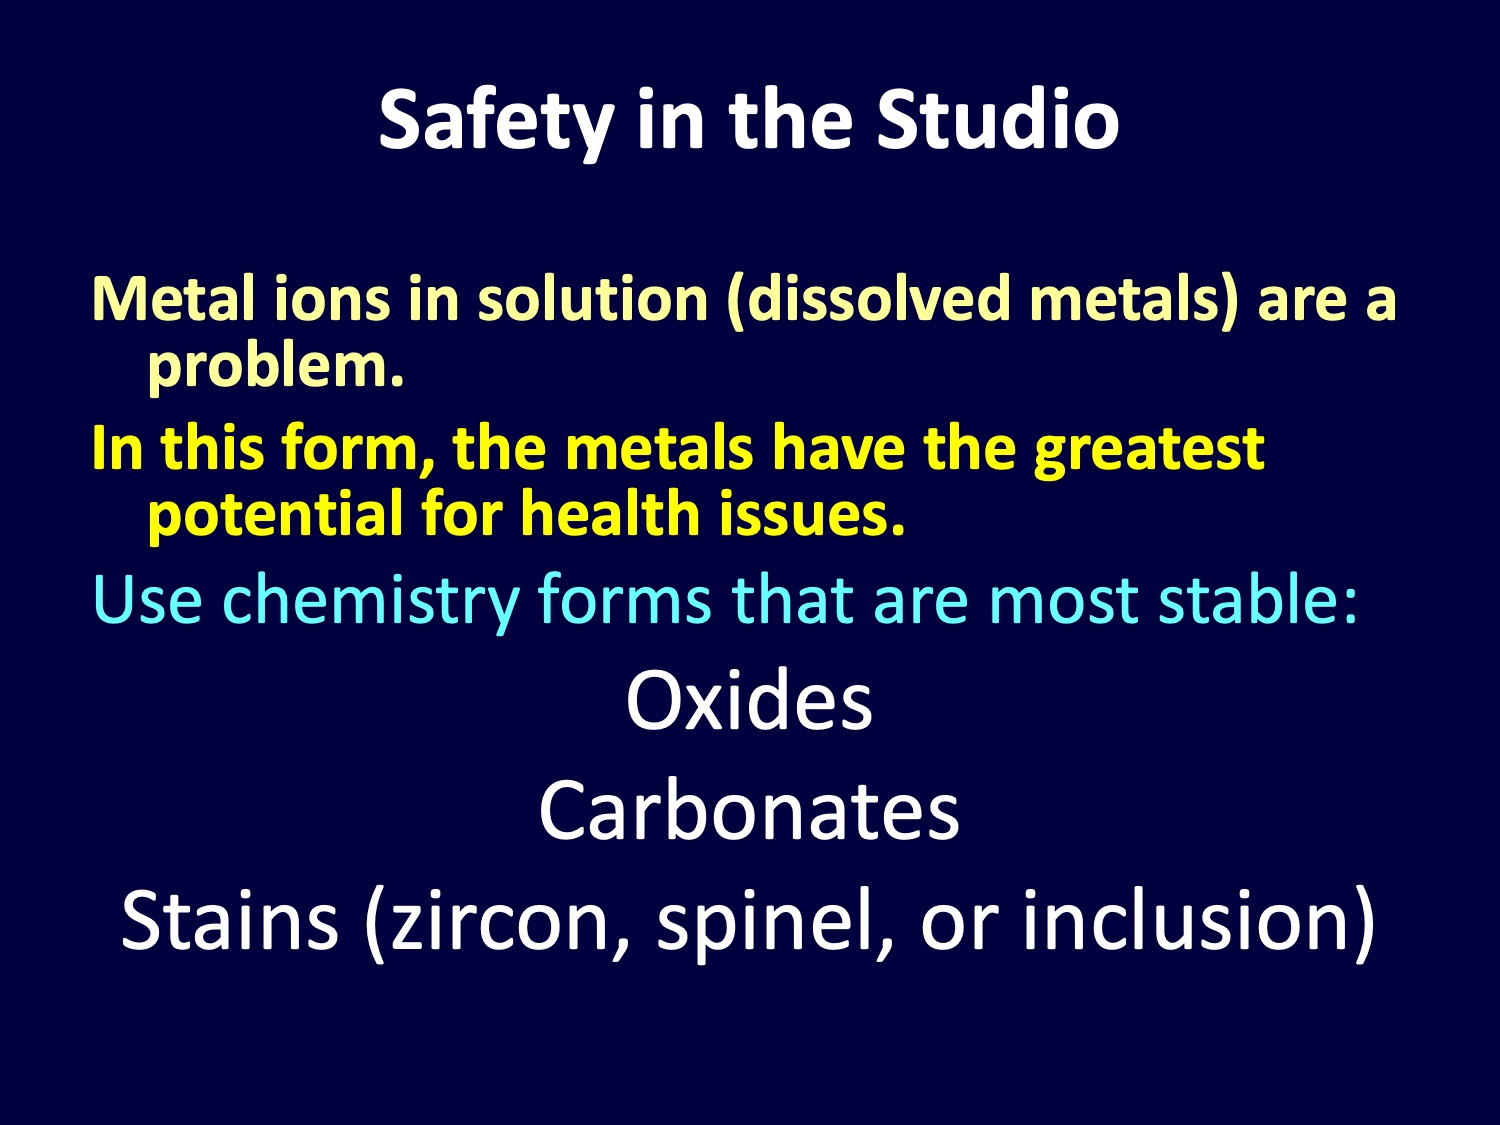 Safety in the Studio
Metal ions in solution (dissolved metals) are a
problem.
In this form, the metals have the greatest
potential for health issues.
Use chemistry forms that are most stable:
Oxides
Carbonates
Stains (zircon, spinel, or inclusion)